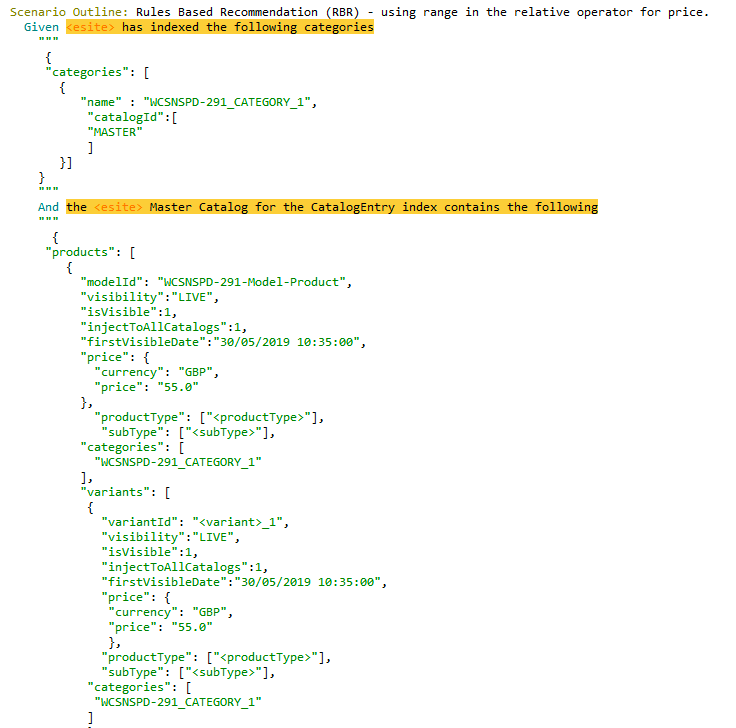 Scenario Outline: Rules Based Recommendation (RBR) - using range in the relative operator for price.
Given <esite> has indexed the following categories
"""
{
"categories": [
{
"name" : "WCSNSPD-291_CATEGORY_1",
"catalogId":[
"MASTER"
]
}]
}
"""
And the <esite> Master Catalog for the CatalogEntry index contains the following
"""
{
"products": [
{
"modelId": "WCSNSPD-291-Model-Product",
"visibility":"LIVE",
"isVisible":1,
"injectToAllCatalogs":1,
"firstVisibleDate":"30/05/2019 10:35:00",
"price": {
"currency": "GBP",
"price": "55.0"
},
"productType": ["<productType>"],
"subType": ["<subType>"],
"categories": [
"WCSNSPD-291_CATEGORY_1"
],
"variants": [
{
"variantId": "<variant>_1",
"visibility":"LIVE",
"isVisible":1,
"injectToAllCatalogs":1,
"firstVisibleDate":"30/05/2019 10:35:00",
"price": {
"currency": "GBP",
"price": "55.0"
},
"productType": ["<productType>"],
"subType": ["<subType>"],
"categories": [
"WCSNSPD-291_CATEGORY_1"
]